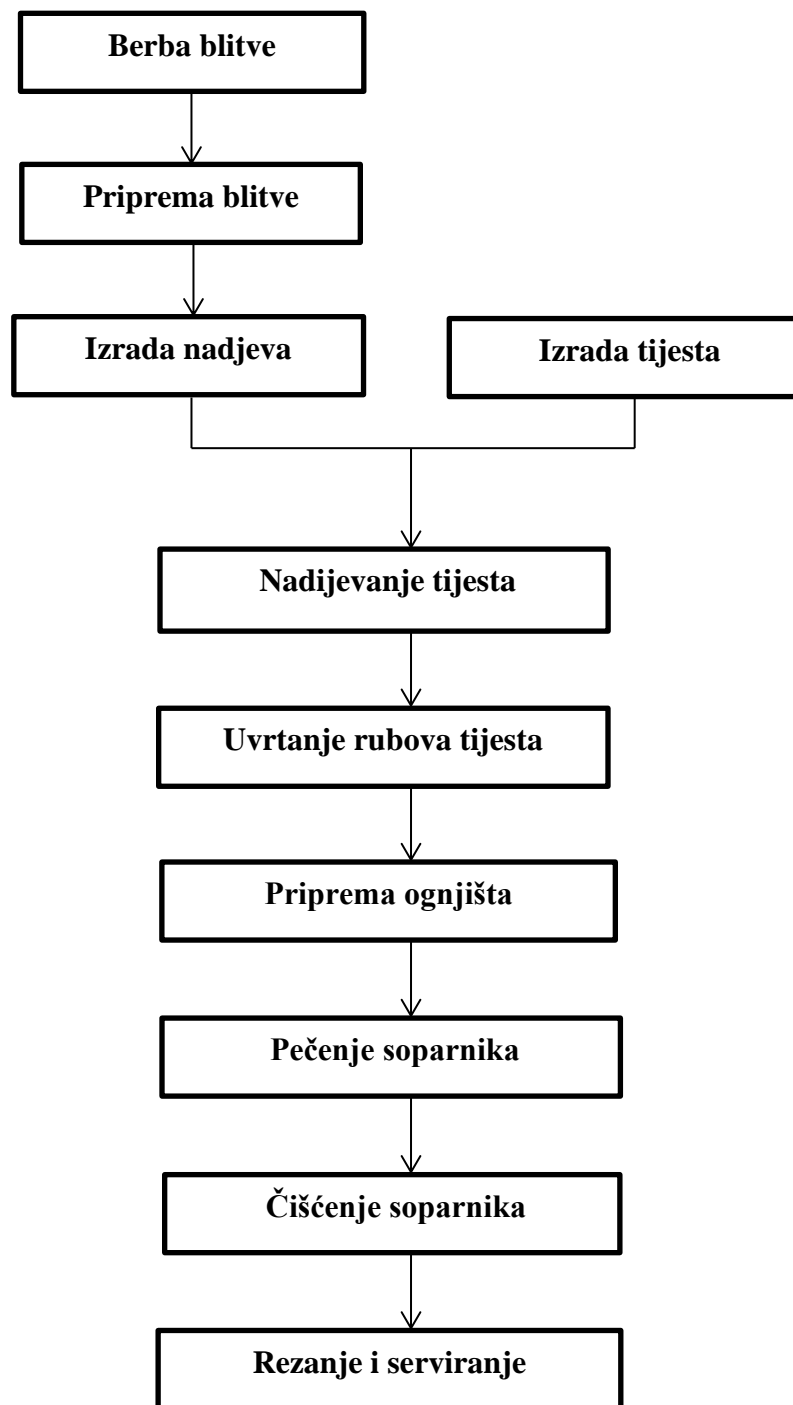 Berba blitve
Priprema blitve
Izrada nadjeva
Izrada tijesta
Nadijevanje tijesta
Uvrtanje rubova tijesta
Priprema ognjišta
Pečenje soparnika
Čišćenje soparnika
Rezanje i serviranje